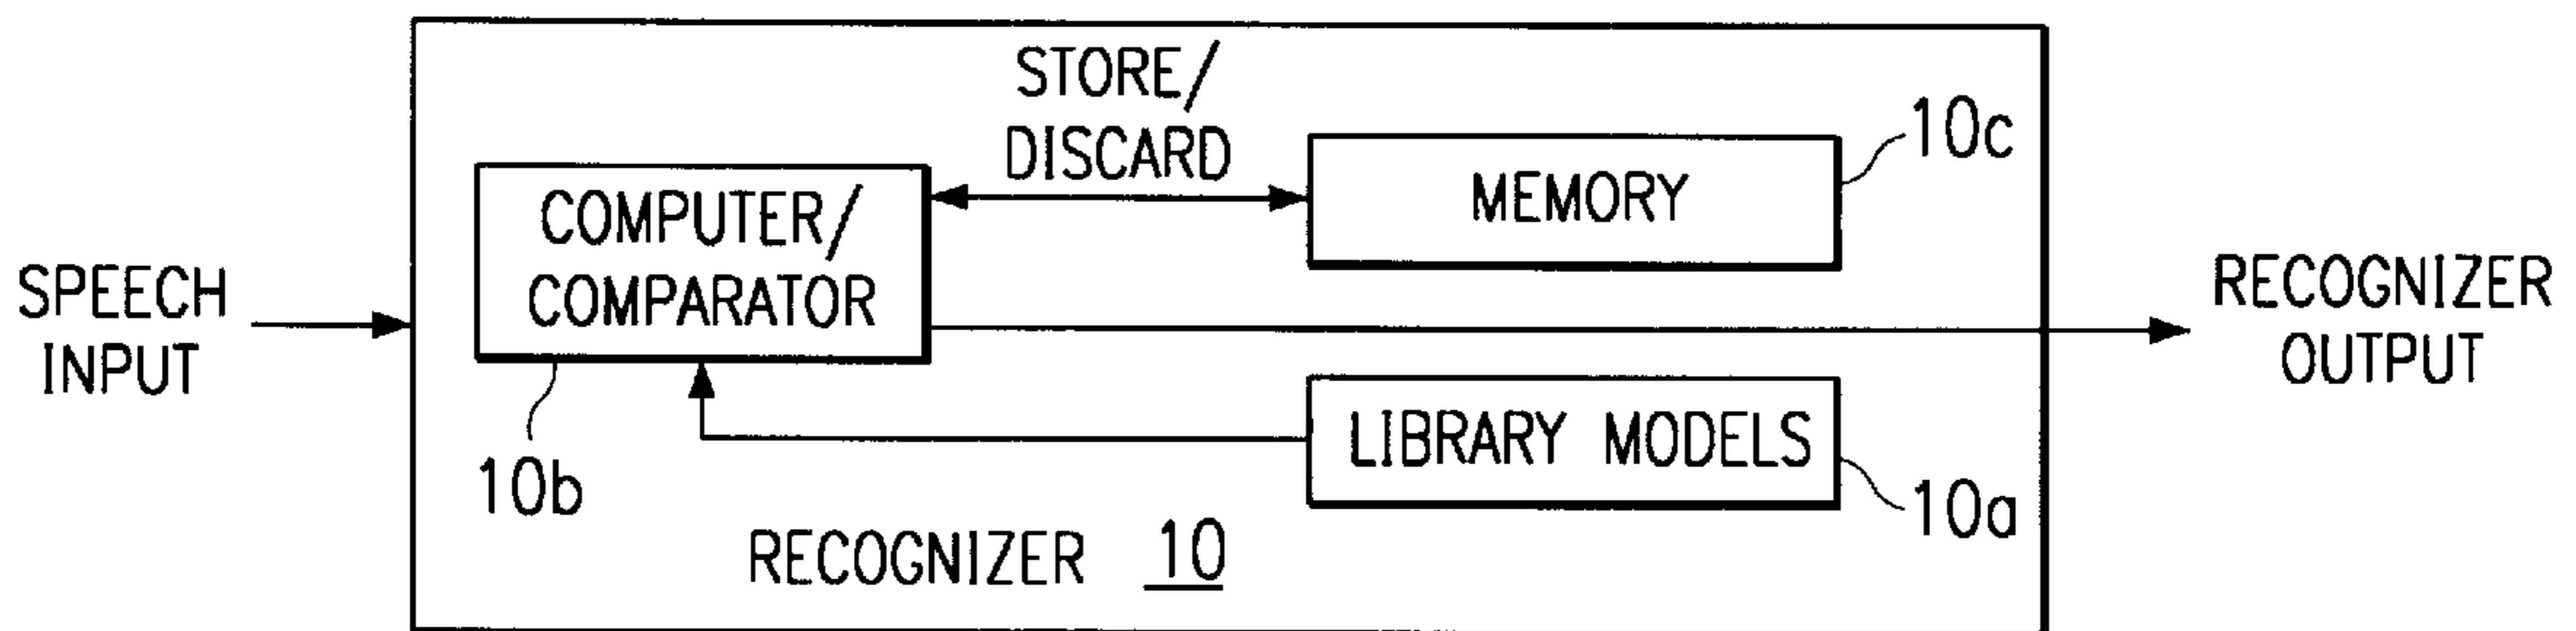 SPEECH
INPUT
STORE/
DISCARD
COMPUTER/
COMPARATOR
10b
MEMORY
10c
LIBRARY MODELS
10a
RECOGNIZER 10
RECOGNIZER
OUTPUT